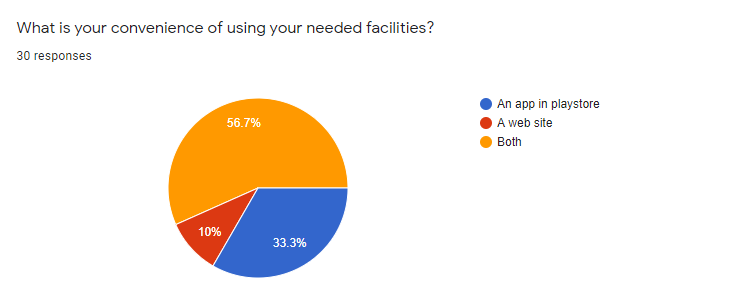 What is your convenience of using your needed facilities?
30 responses
56.7%
10%
33.3%
An app in playstore
A web site
Both